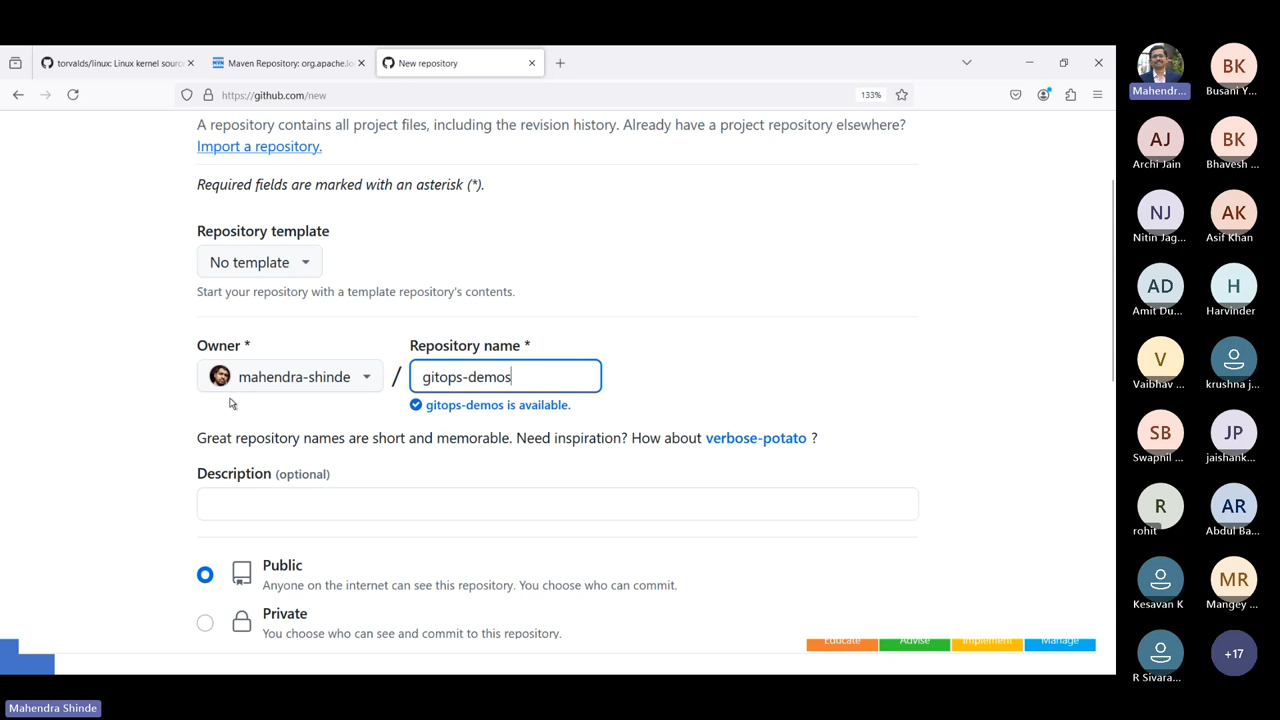 torvalds/linux: Linux kernel sourc
Maven Repository: org.apache.lo
New repository
https://github.com/new
133%
A repository contains all project files, including the revision history. Already have a project repository elsewhere?
Import a repository.
Required fields are marked with an asterisk (*).
Repository template
No template
Start your repository with a template repository's contents.
Owner *
Repository name *
mahendra-shinde
/
gitops-demos
gitops-demos is available.
Great repository names are short and memorable. Need inspiration? How about verbose-potato ?
Description (optional)
Public
Anyone on the internet can see this repository. You choose who can commit.
Private
You choose who can see and commit to this repository.
Educate
Advise
Implement
Manage
Mahendr...
BK
Busani Y...
AJ
Archi Jain
BK
Bhavesh ...
NJ
Nitin Jag...
AK
Asif Khan
AD
Amit Du...
H
Harvinder
V
Vaibhav ...
krushna j...
SB
Swapnil ...
JP
jaishank...
R
rohit
AR
Abdul Ba...
Kesavan K
MR
Mangey ...
R Sivara...
+17
Mahendra Shinde